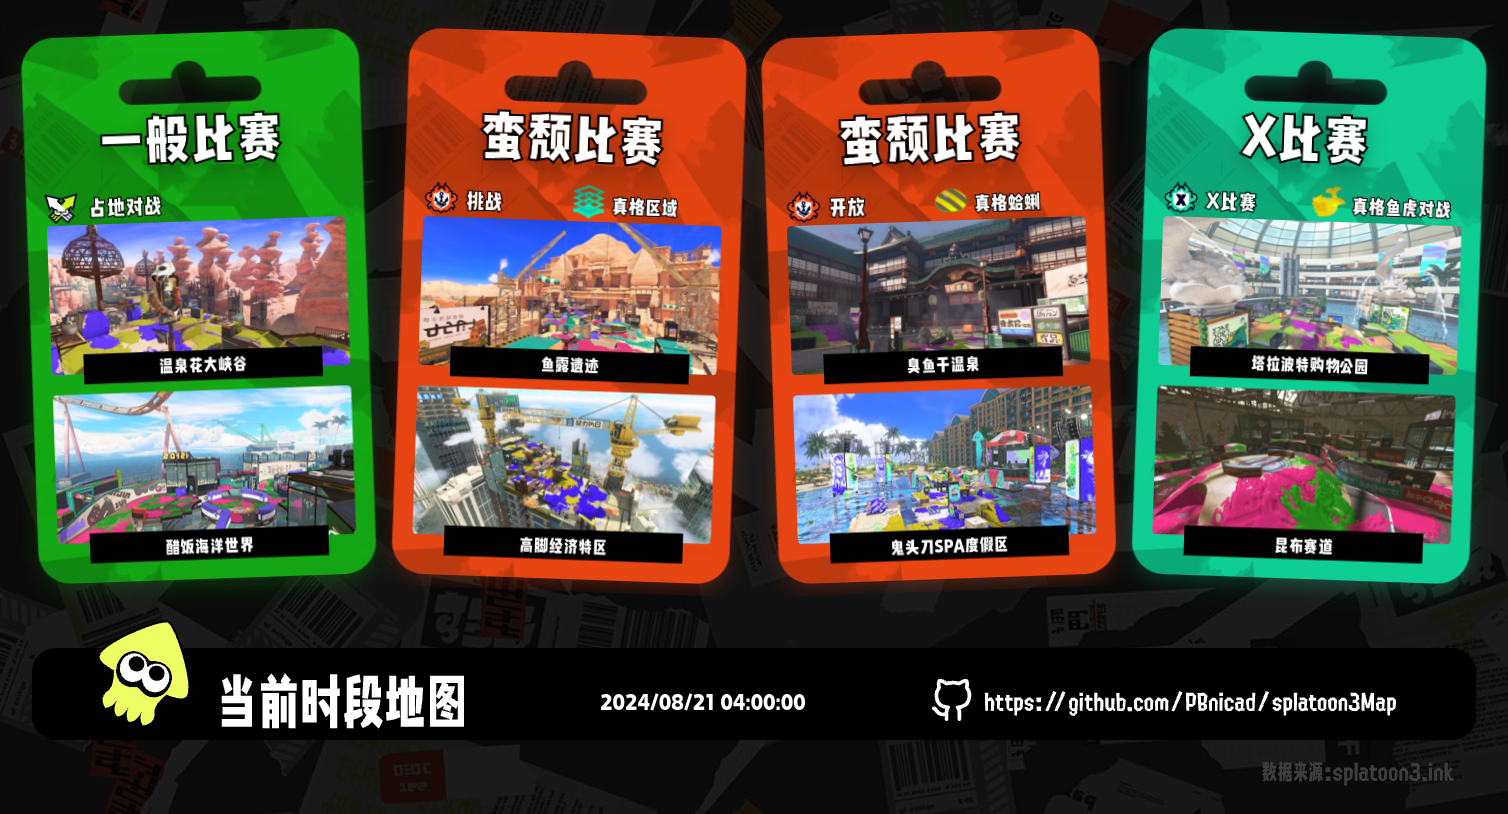 一般比赛
占地对战
温泉花大峡谷
醋饭海洋世界
蛮颓比赛
挑战
真格区域
鱼露遗迹
高脚经济特区
蛮颓比赛
开放
真格蛤蜊
臭鱼干温泉
鬼头刀SPA度假区
X比赛
X比赛
真格鱼虎对战
塔拉波特购物公园
昆布赛道
当前时段地图
2024/08/21 04:00:00
https://github.com/PBnicad/splatoon3Map
数据来源:splatoon3.ink